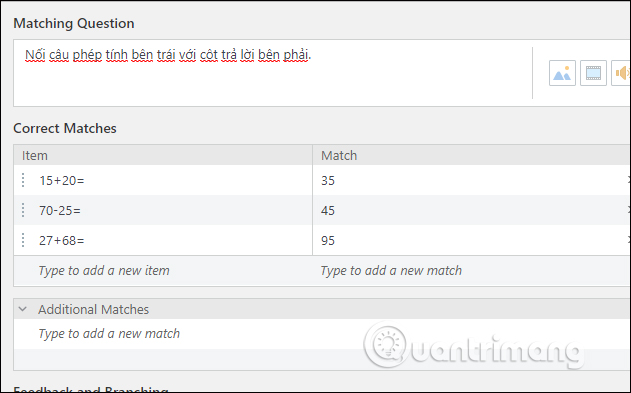 Matching Question
Nối câu phép tính bên trái với cột trả lời bên phải.
Correct Matches
Item Match
15+20= 35
70-25= 45
27+68= 95
Type to add a new item Type to add a new match
Additional Matches
Type to add a new match
Quantrimang
Feedback and Branching